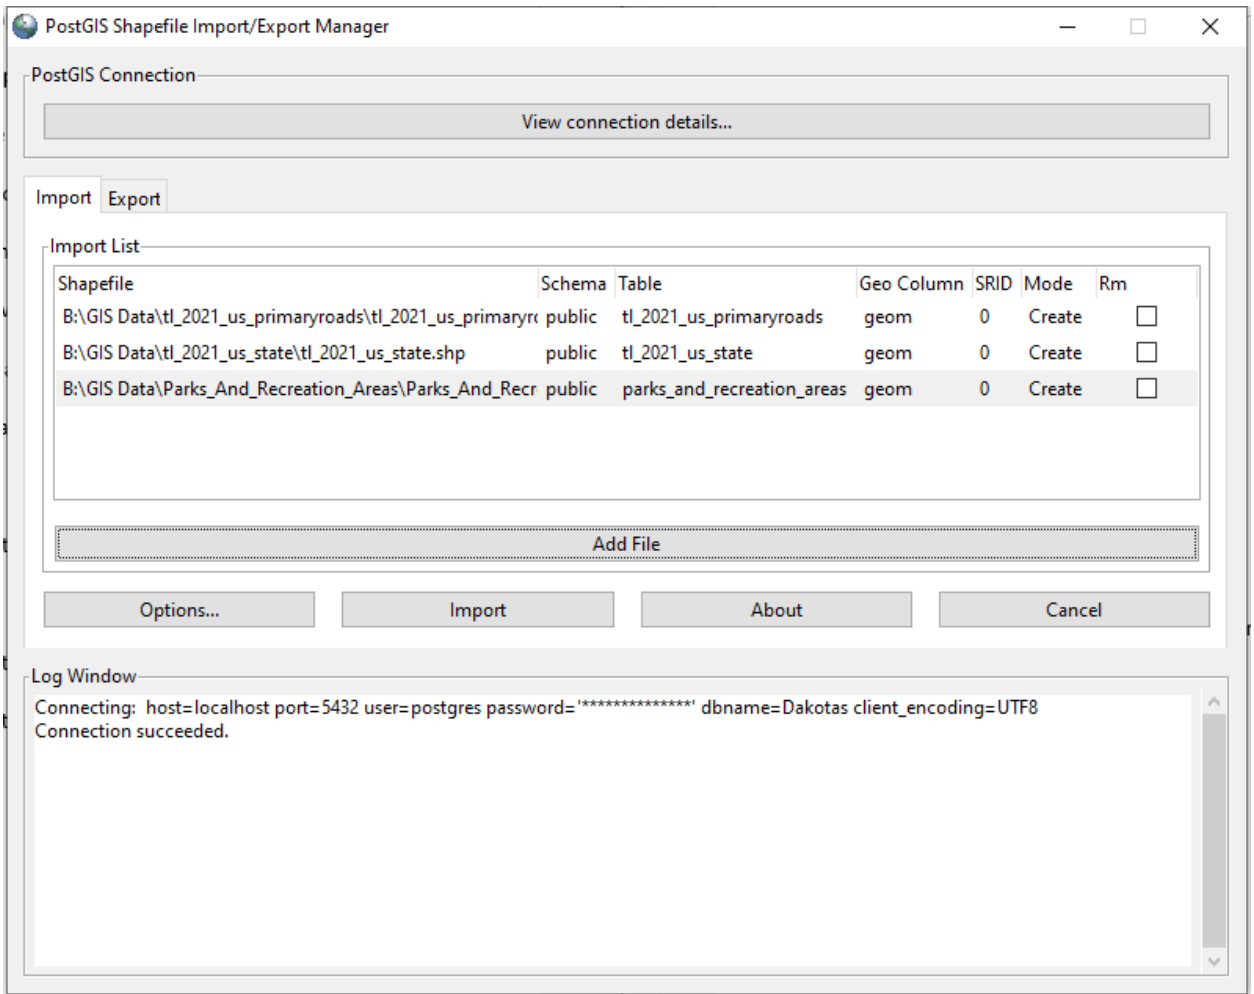 PostGIS Shapefile Import/Export Manager
PostGIS Connection
View connection details...
Import Export
Import List
Shapefile Schema Table Geo Column SRID Mode Rm
B:\GIS Data\tl_2021_us_primaryroads\tl_2021_us_primaryro public tl_2021_us_primaryroads geom 0 Create
B:\GIS Data\tl_2021_us_state\tl_2021_us_state.shp public tl_2021_us_state geom 0 Create
B:\GIS Data\Parks_And_Recreation_Areas\Parks_And_Recr public parks_and_recreation_areas geom 0 Create
Add File
Options... Import About Cancel
Log Window
Connecting: host=localhost port=5432 user=postgres password='**************' dbname=Dakotas client_encoding=UTF8
Connection succeeded.